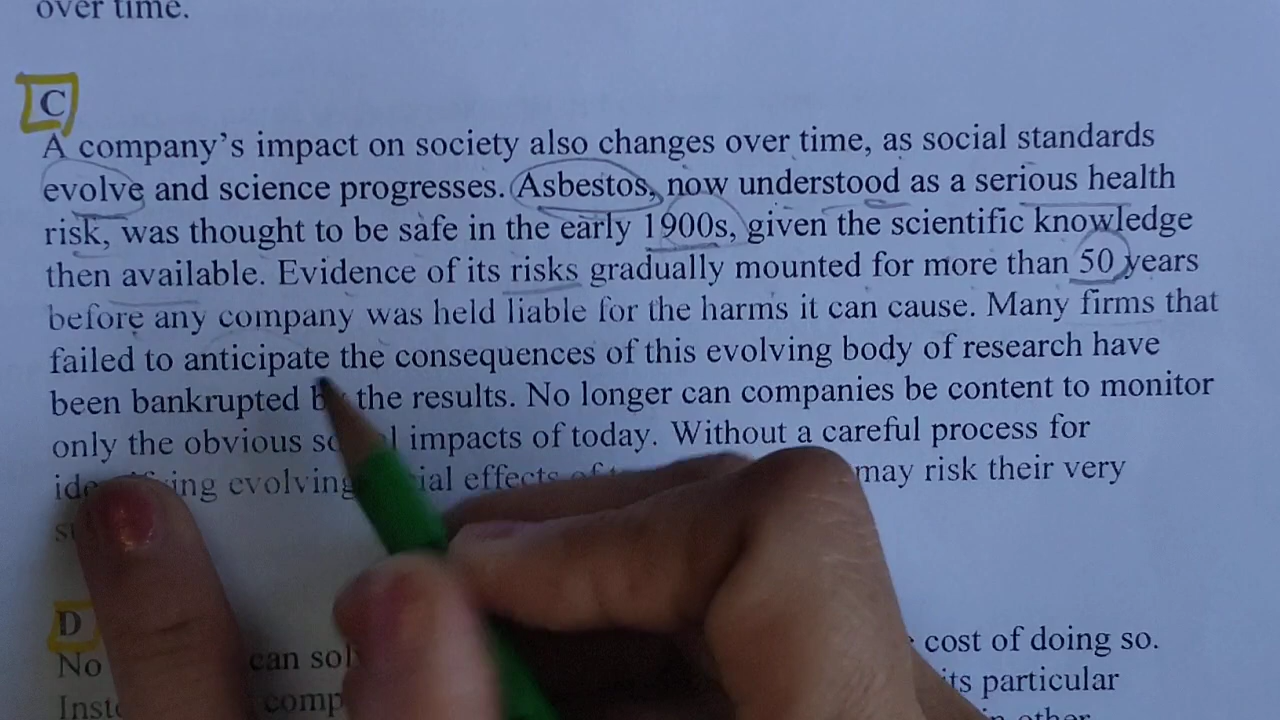 over time.
C
A company's impact on society also changes over time, as social standards
evolve and science progresses. Asbestos, now understood as a serious health
risk, was thought to be safe in the early 1900s, given the scientific knowledge
then available. Evidence of its risks gradually mounted for more than 50 years
before any company was held liable for the harms it can cause. Many firms that
failed to anticipate the consequences of this evolving body of research have
been bankrupted by the results. No longer can companies be content to monitor
only the obvious social impacts of today. Without a careful process for
evolving effects of may risk their very
D
No can cost of doing so.
its particular
in other